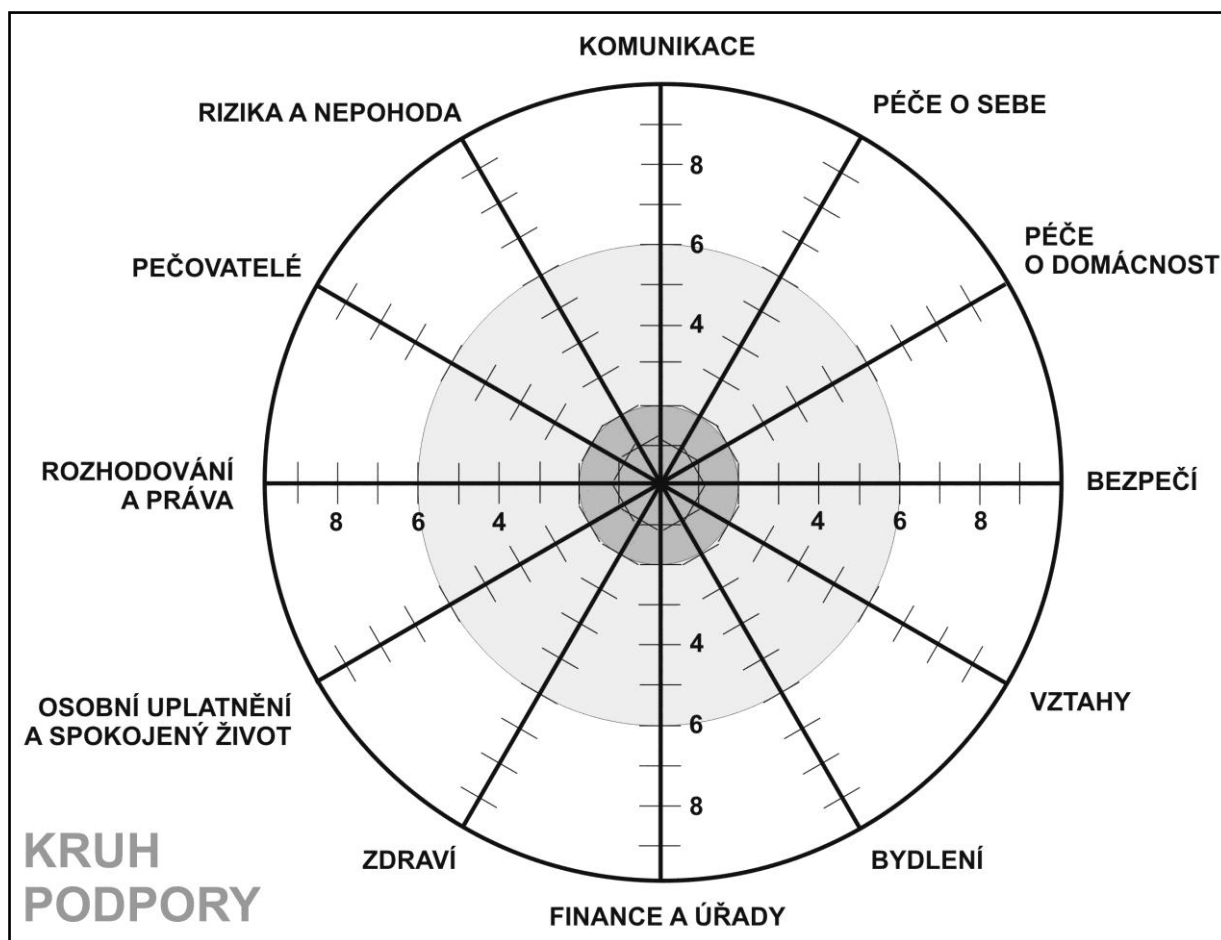 KOMUNIKACE
RIZIKA A NEPOHODA
PÉČE O SEBE
8
PÉČE
O DOMÁCNOST
6
PEČOVATELÉ
4
ROZHODOVÁNÍ
A PRÁVA
BEZPEČÍ
8
6
4
4
6
8
4
VZTAHY
OSOBNÍ UPLATNĚNÍ
A SPOKOJENÝ ŽIVOT
6
8
ZDRAVÍ
BYDLENÍ
KRUH
PODPORY
FINANCE A ÚŘADY